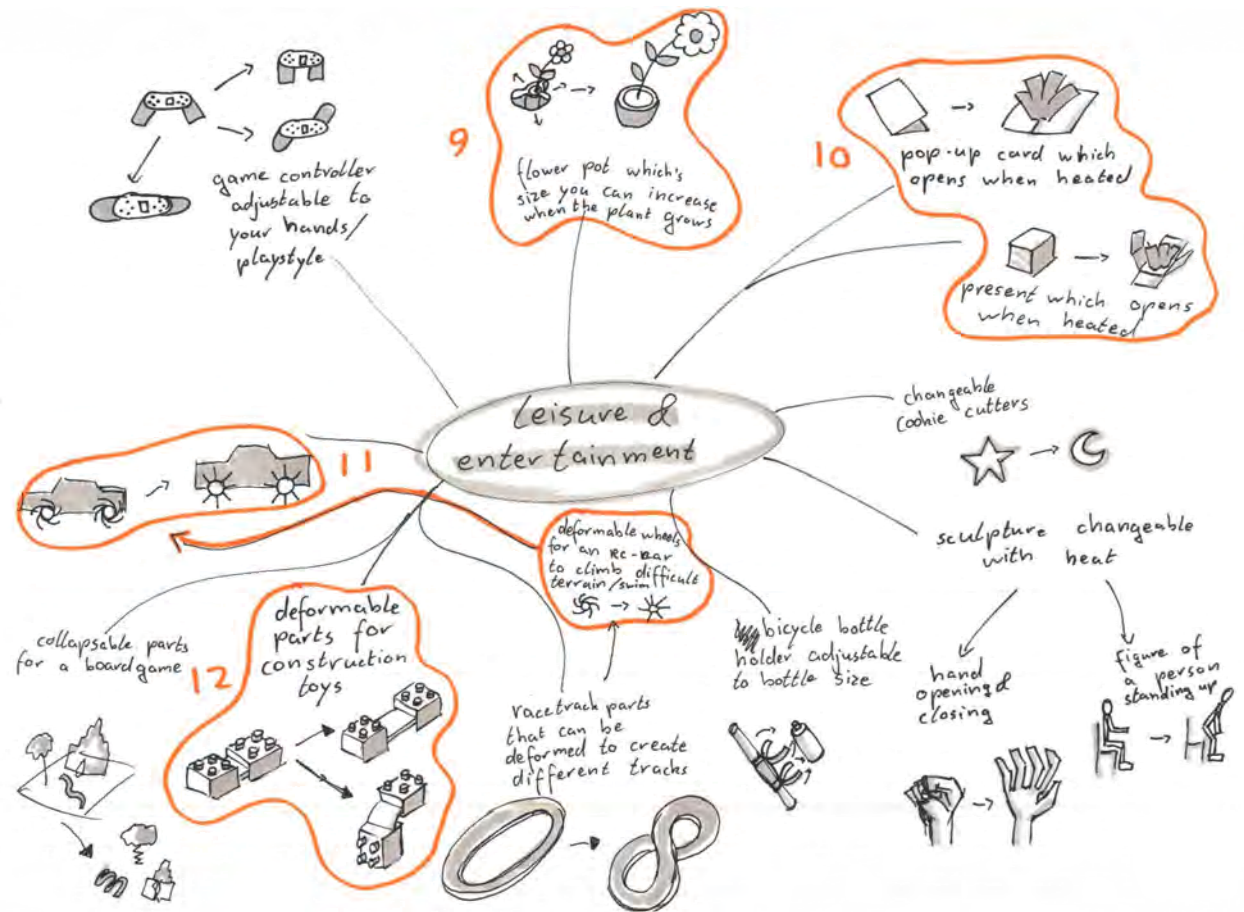 game controller
adjustable to
your hands/
playstyle
9
flower pot which's
size you can increase
when the plant grows
10
pop-up card which
opens when heated
present which opens
when heated
leisure &
entertainment
changeable
cookie cutters
sculpture changeable
with heat
hand
opening &
closing
figure of
a person
standing up
11
deformable wheels
for an RC-car
to climb difficult
terrain/swim
collapsable parts
for a boardgame
12
deformable
parts for
construction
toys
racetrack parts
that can be
deformed to create
different tracks
bicycle bottle
holder adjustable
to bottle size